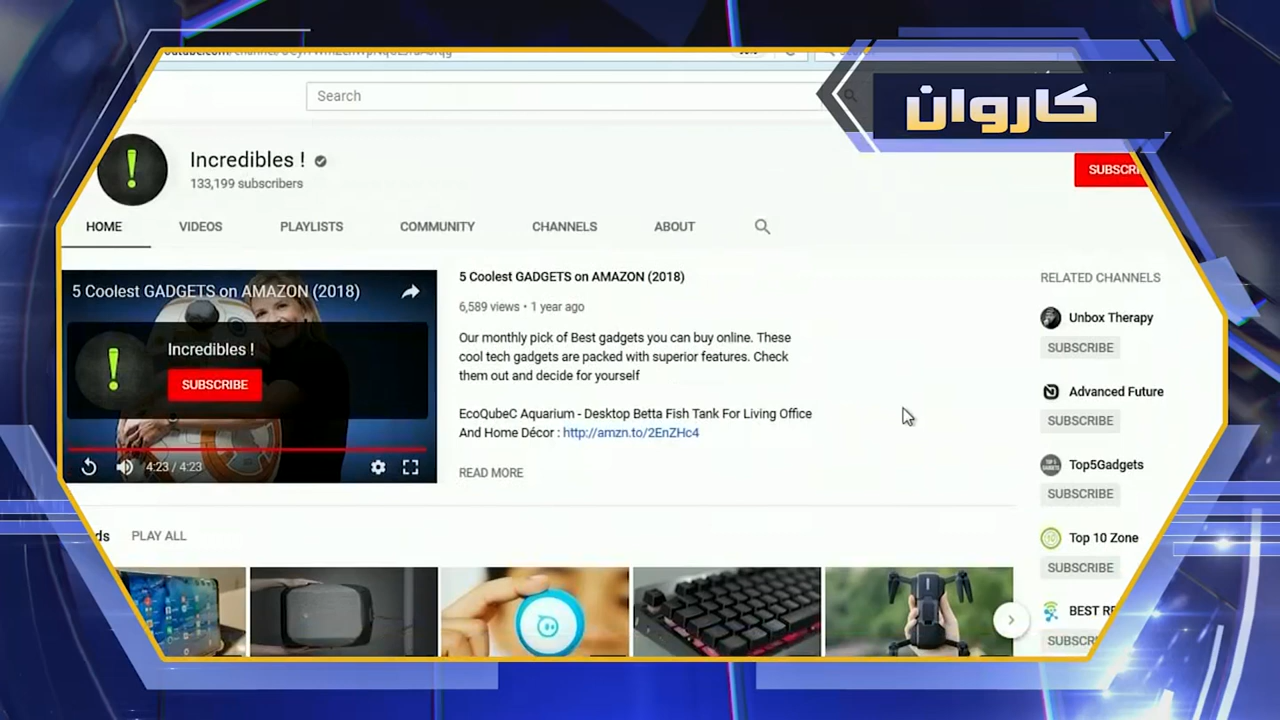 کاروان
Search
Incredibles !
133,199 subscribers
HOME VIDEOS PLAYLISTS COMMUNITY CHANNELS ABOUT
5 Coolest GADGETS on AMAZON (2018)
Incredibles !
SUBSCRIBE
4:23 / 4:23
5 Coolest GADGETS on AMAZON (2018)
6,589 views • 1 year ago
Our monthly pick of Best gadgets you can buy online. These
cool tech gadgets are packed with superior features. Check
them out and decide for yourself
EcoQubeC Aquarium - Desktop Betta Fish Tank For Living Office
And Home Décor : http://amzn.to/2EnZHc4
READ MORE
RELATED CHANNELS
Unbox Therapy
SUBSCRIBE
Advanced Future
SUBSCRIBE
Top5Gadgets
SUBSCRIBE
Top 10 Zone
SUBSCRIBE
BEST
PLAY ALL